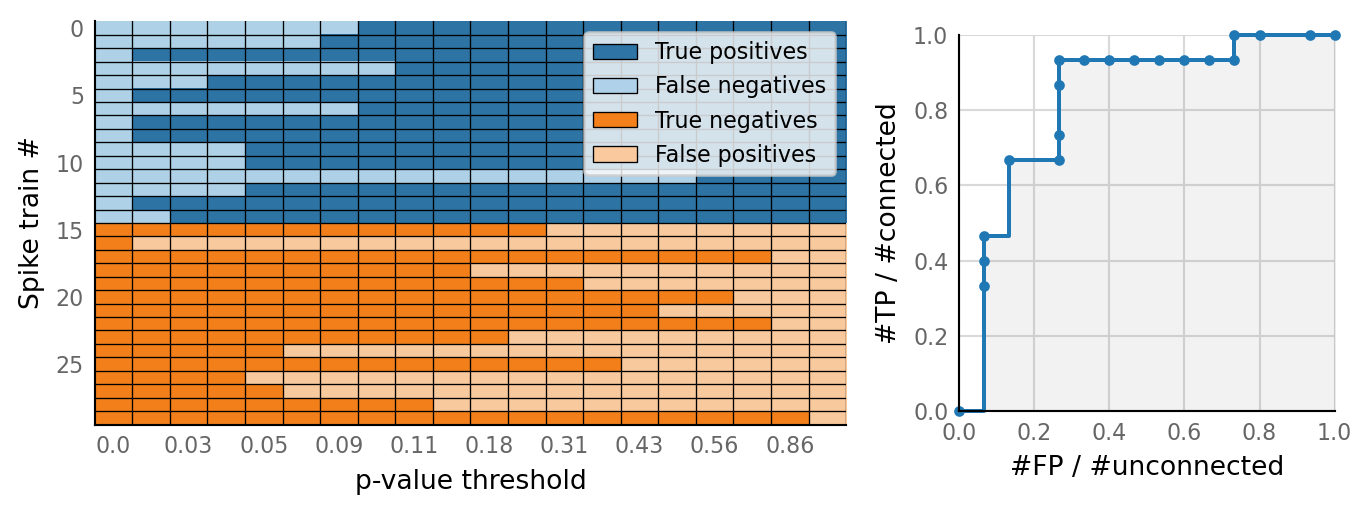 Spike train #
0
5
10
15
20
25
True positives
False negatives
True negatives
False positives
0.0 0.03 0.05 0.09 0.11 0.18 0.31 0.43 0.56 0.86
p-value threshold
#TP / #connected
1.0
0.8
0.6
0.4
0.2
0.0
0.0 0.2 0.4 0.6 0.8 1.0
#FP / #unconnected